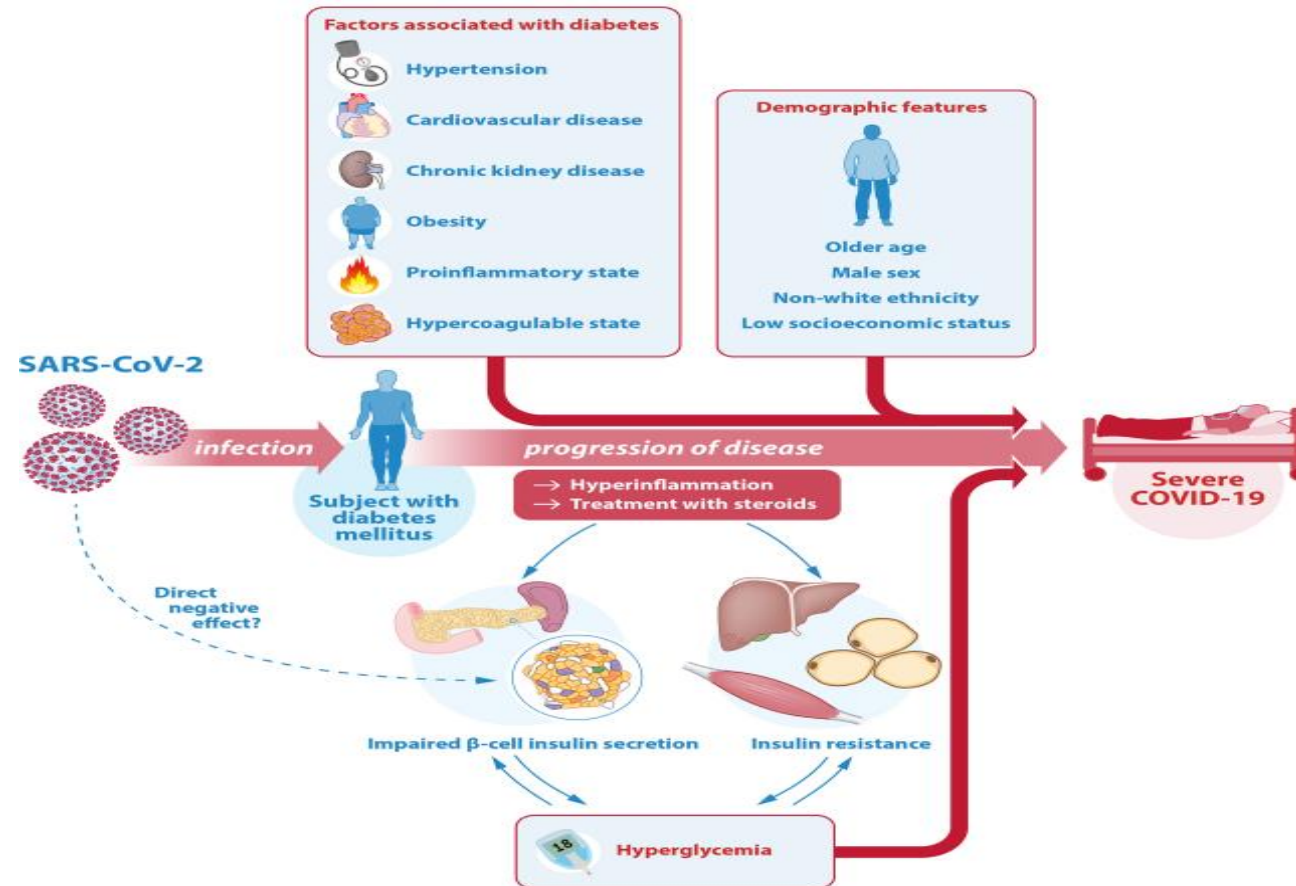 Factors associated with diabetes
Hypertension
Cardiovascular disease
Chronic kidney disease
Obesity
Proinflammatory state
Hypercoagulable state
Demographic features
Older age
Male sex
Non-white ethnicity
Low socioeconomic status
SARS-CoV-2
infection
Subject with
diabetes
mellitus
progression of disease
→ Hyperinflammation
→ Treatment with steroids
Severe
COVID-19
Direct
negative
effect?
Impaired β-cell insulin secretion
Insulin resistance
18
Hyperglycemia